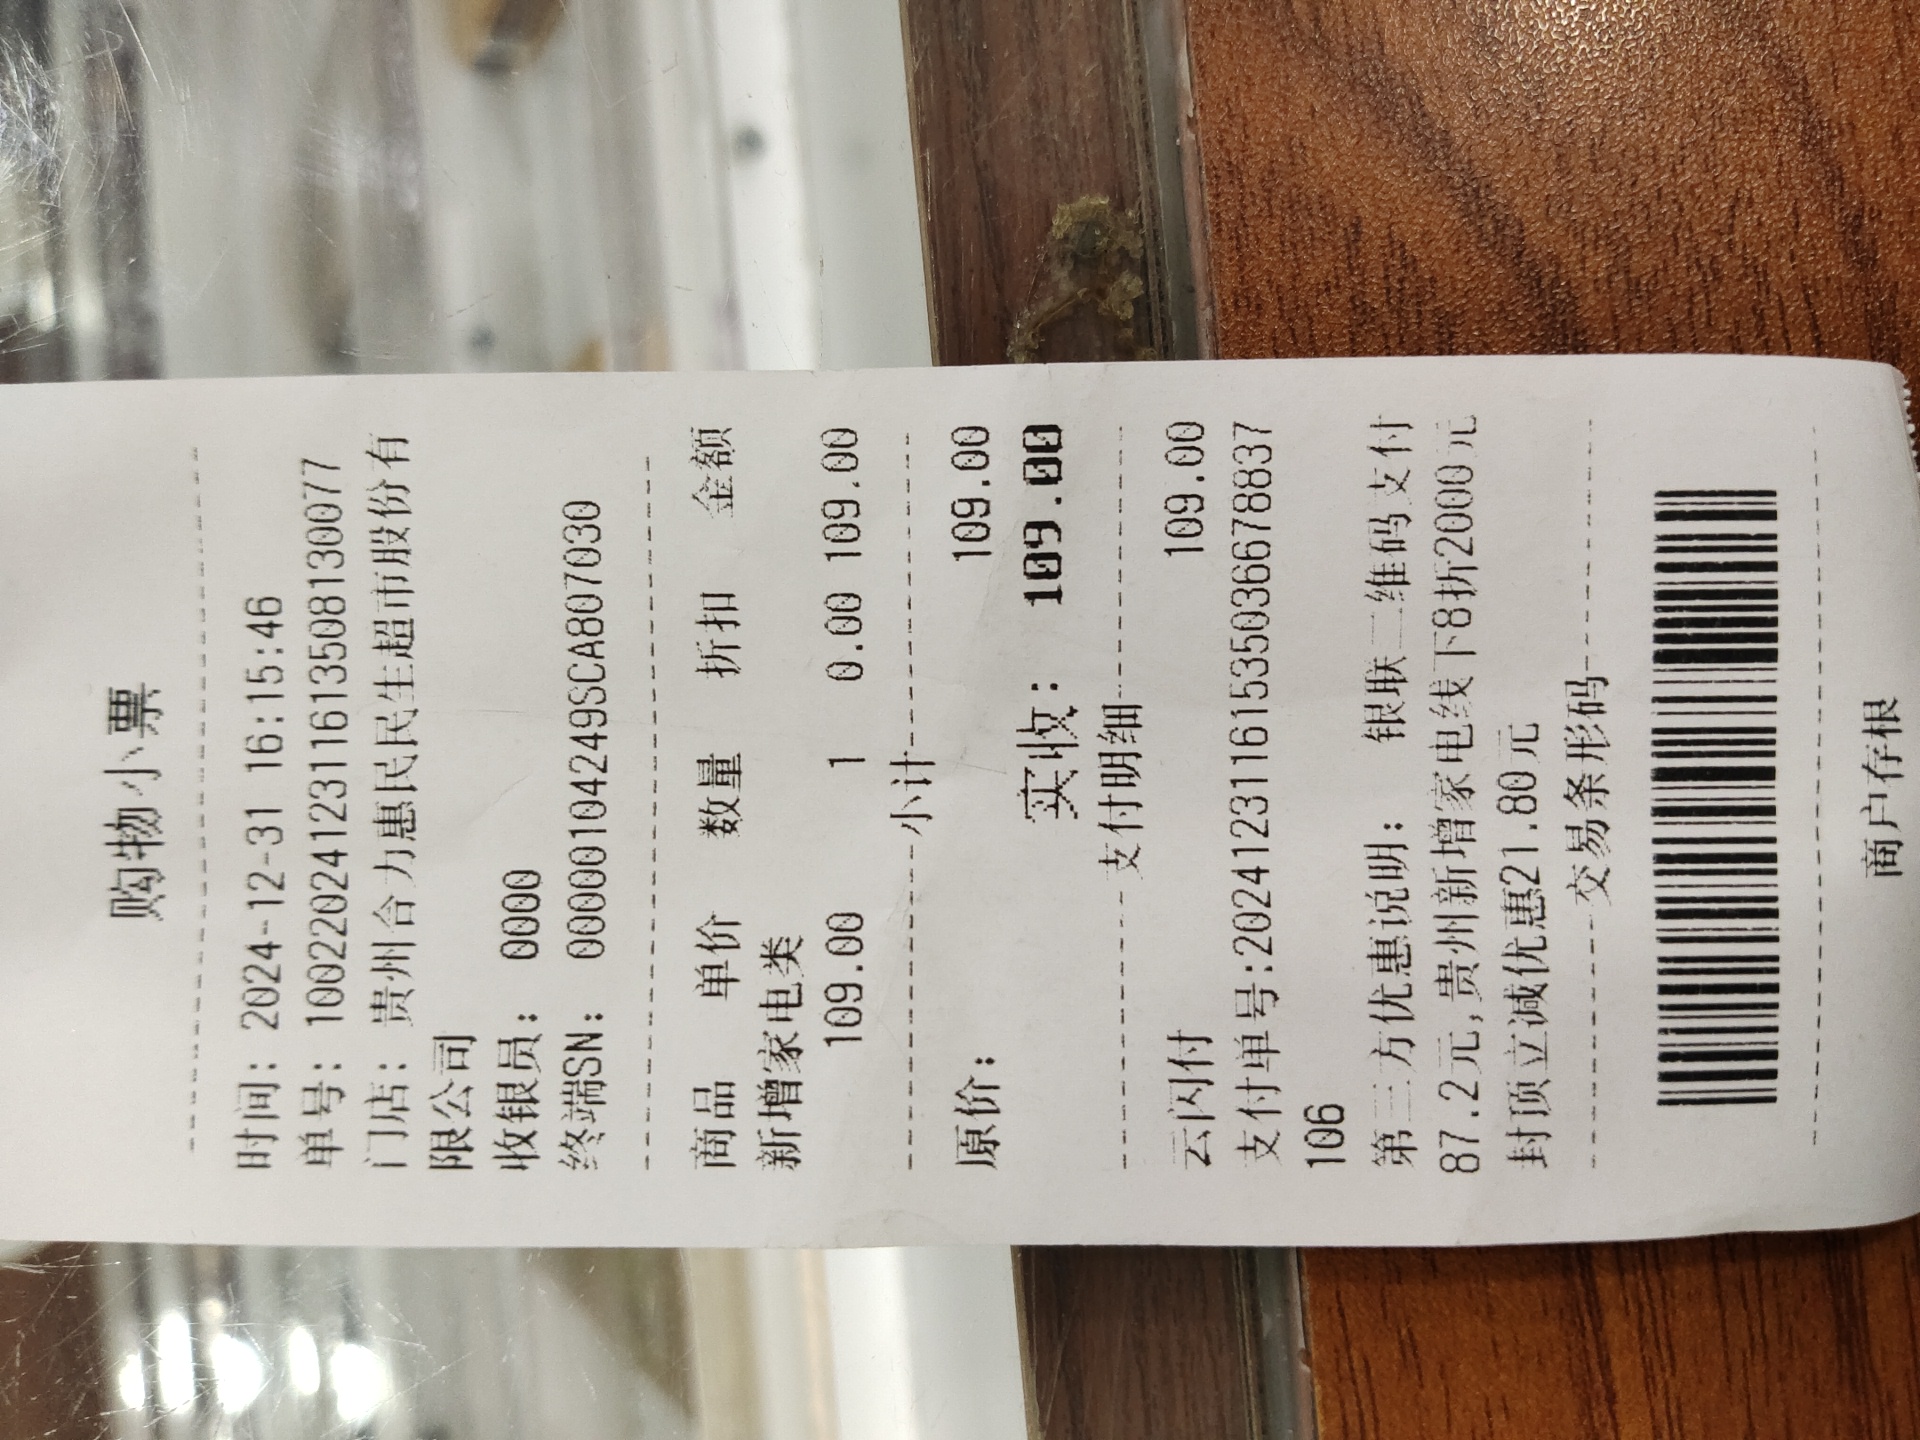 购物小票
时间: 2024-12-31 16:15:46
单号: 100220241231161350813​0077
门店: 贵州合力惠民民生超市股份有
限公司
收银员: 0000
终端SN: 00000104249SCA807030
商品 单价 数量 折扣 金额
新增家电类
109.00 1 0.00 109.00
小计
原价: 109.00
实收: 109.00
支付明细
云闪付 109.00
支付单号:20241231161535036678837
106
第三方优惠说明: 银联二维码支付
87.2元,贵州新增家电线下8折2000元
封顶立减优惠21.80元
交易条形码
商户存根